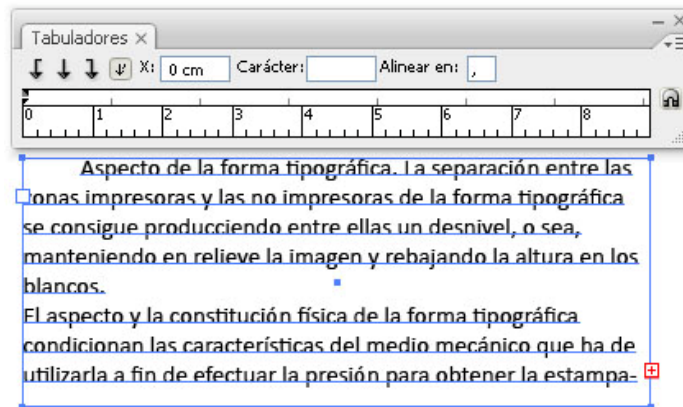 Tabuladores
X: 0 cm Carácter: Alinear en: ,
0 1 2 3 4 5 6 7 8
Aspecto de la forma tipográfica. La separación entre las
zonas impresoras y las no impresoras de la forma tipográfica
se consigue producciendo entre ellas un desnivel, o sea,
manteniendo en relieve la imagen y rebajando la altura en los
blancos.
El aspecto y la constitución física de la forma tipográfica
condicionan las características del medio mecánico que ha de
utilizarla a fin de efectuar la presión para obtener la estampa-